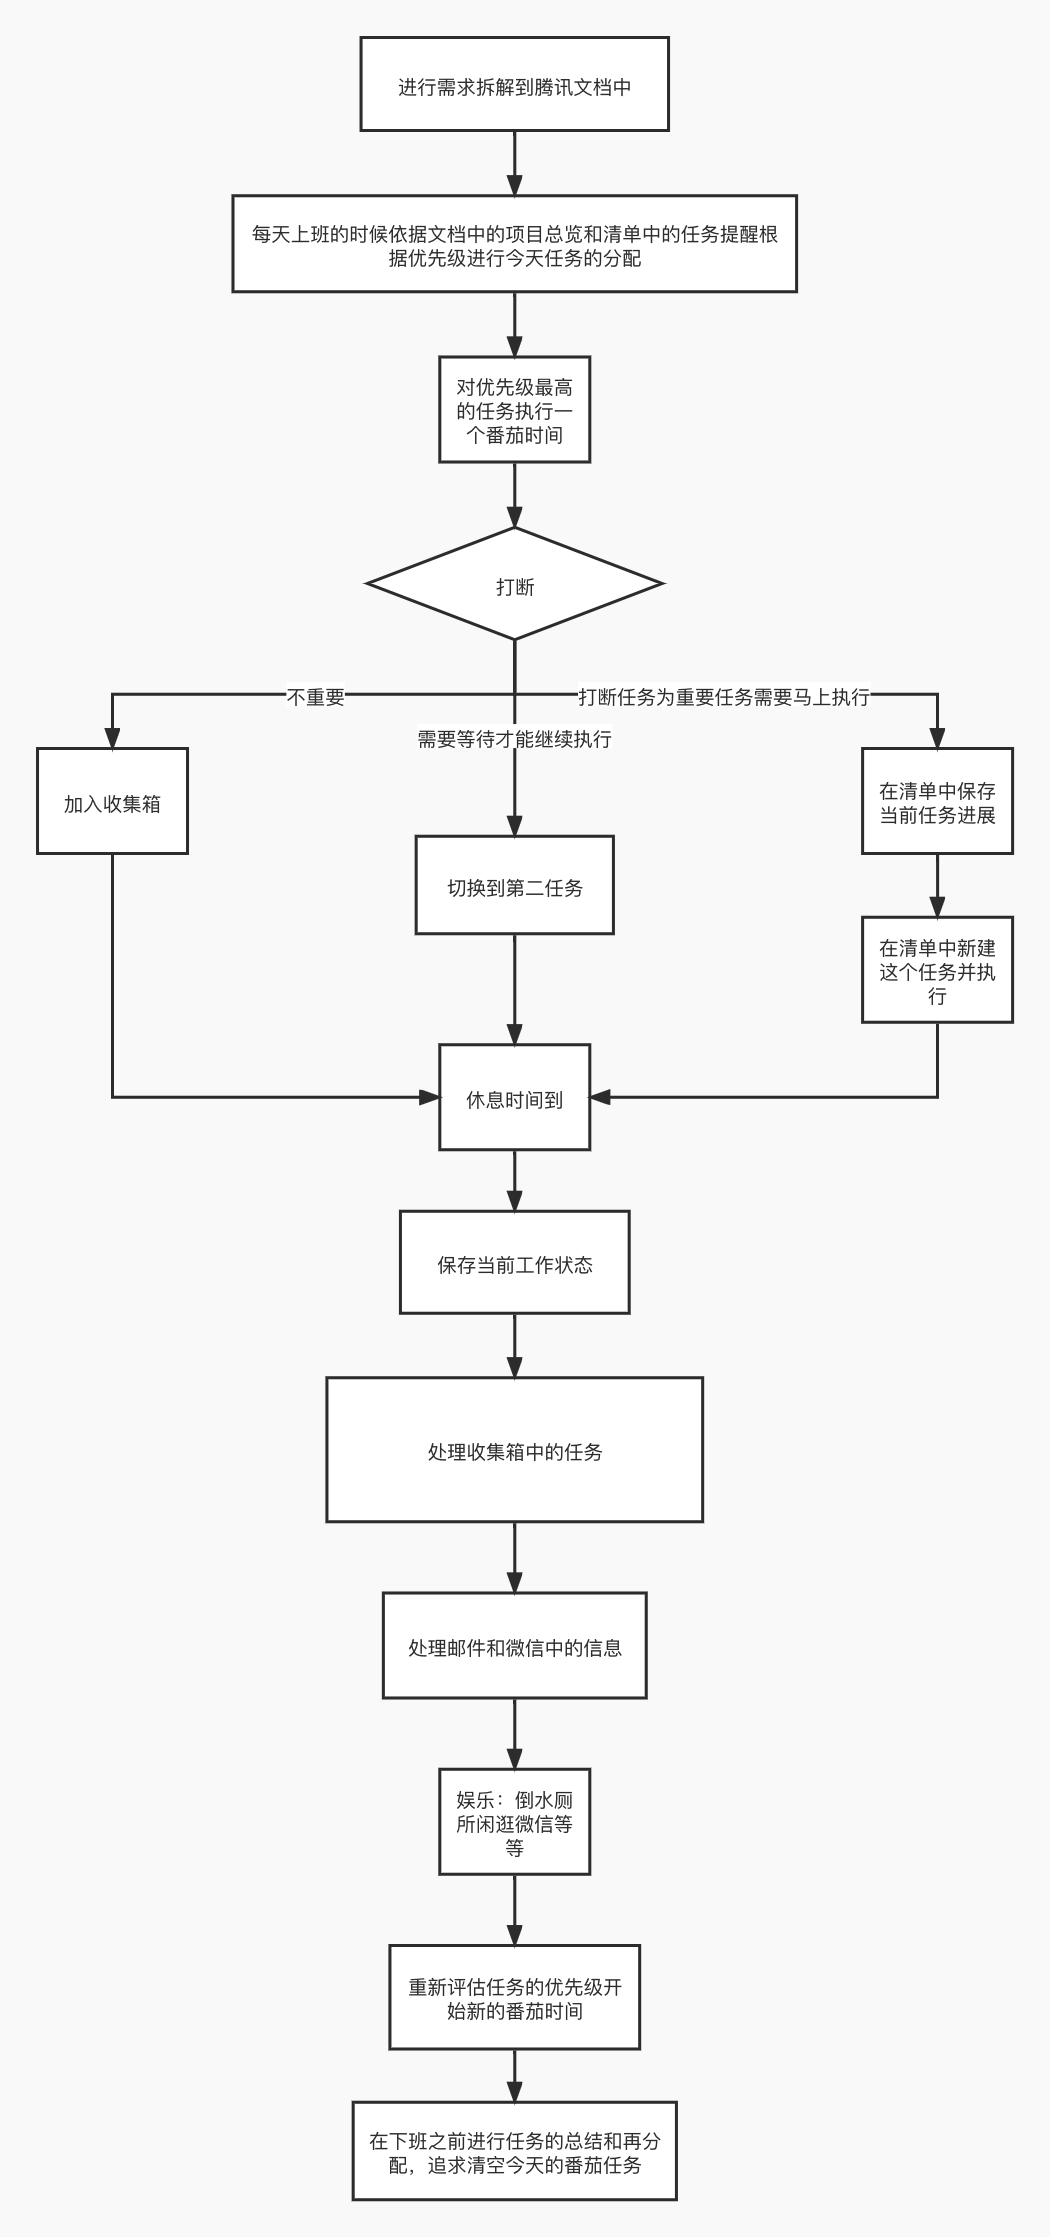 进行需求拆解到腾讯文档中
每天上班的时候依据文档中的项目总览和清单中的任务提醒根
据优先级进行今天任务的分配
对优先级最高
的任务执行一
个番茄时间
打断
不重要
打断任务为重要任务需要马上执行
需要等待才能继续执行
加入收集箱
在清单中保存
当前任务进展
切换到第二任务
在清单中新建
这个任务并执
行
休息时间到
保存当前工作状态
处理收集箱中的任务
处理邮件和微信中的信息
娱乐：倒水厕
所闲逛微信等
等
重新评估任务的优先级开
始新的番茄时间
在下班之前进行任务的总结和再分
配，追求清空今天的番茄任务